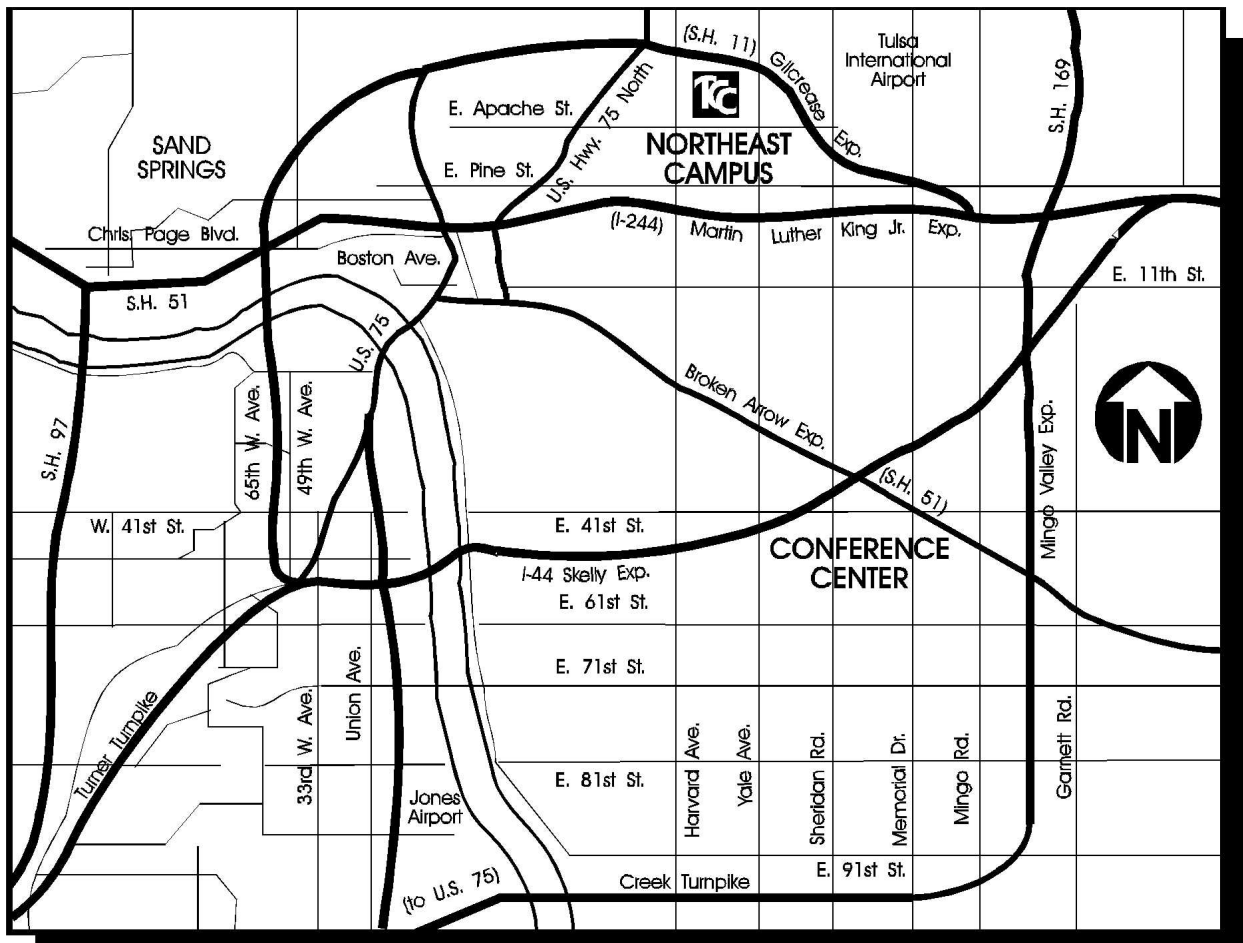 (S.H. 11)
Gilcrease
Exp.
Tulsa
International
Airport
S.H. 169
TCC
NORTHEAST
CAMPUS
E. Apache St.
U.S. Hwy. 75 North
E. Pine St.
SAND
SPRINGS
(I-244) Martin Luther King Jr. Exp.
Chrls. Page Blvd.
Boston Ave.
E. 11th St.
S.H. 51
U.S. 75
Broken Arrow Exp.
N
65th W. Ave.
49th W. Ave.
S.H. 97
Mingo Valley Exp.
(S.H. 51)
W. 41st St.
E. 41st St.
CONFERENCE
CENTER
I-44 Skelly Exp.
E. 61st St.
E. 71st St.
Turner Turnpike
33rd W. Ave.
Union Ave.
Harvard Ave.
Yale Ave.
Sheridan Rd.
Memorial Dr.
Mingo Rd.
Garnett Rd.
E. 81st St.
Jones
Airport
E. 91st St.
(to U.S. 75)
Creek Turnpike